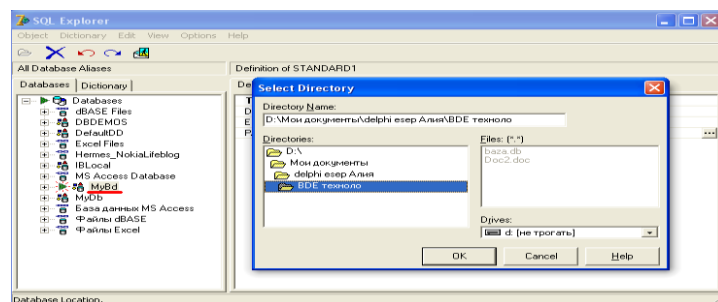 SQL Explorer
Object Dictionary Edit View Options Help
All Database Aliases
Definition of STANDARD1
Databases
Dictionary
Databases
dBASE Files
DBDEMOS
DefaultDD
Excel Files
Hermes_NokiaLifeblog
IBLocal
MS Access Database
MyBd
MyDb
База данных MS Access
Файлы dBASE
Файлы Excel
De
T
D
E
P
Select Directory
Directory Name:
D:\Мои документы\delphi есер Алия\BDE техноло
Directories:
D:\
Мои документы
delphi есер Алия
BDE техноло
Files: (*.*)
baza.db
Doc2.doc
Drives:
d: [не трогать]
OK
Cancel
Help
Database Location.